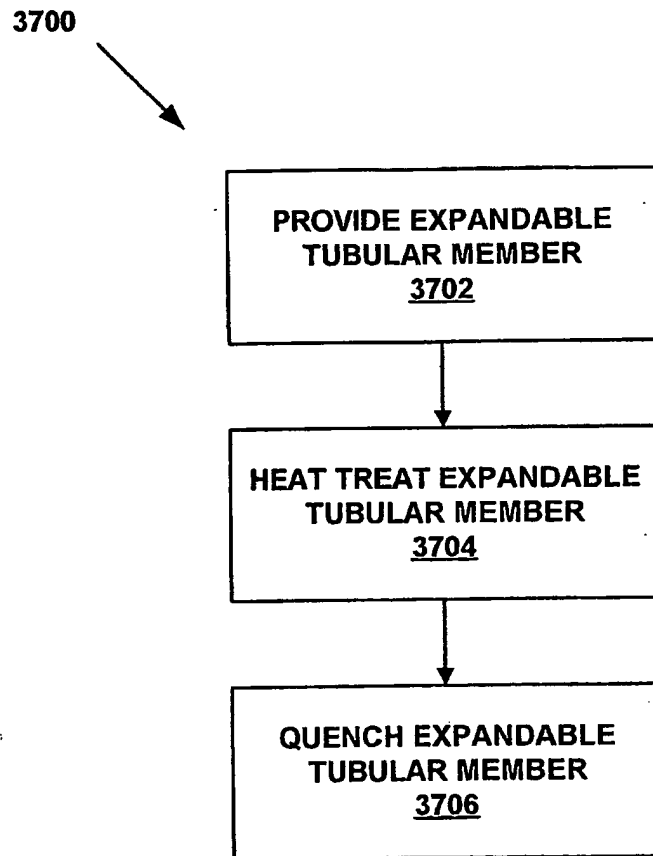 3700
PROVIDE EXPANDABLE
TUBULAR MEMBER
3702
HEAT TREAT EXPANDABLE
TUBULAR MEMBER
3704
QUENCH EXPANDABLE
TUBULAR MEMBER
3706